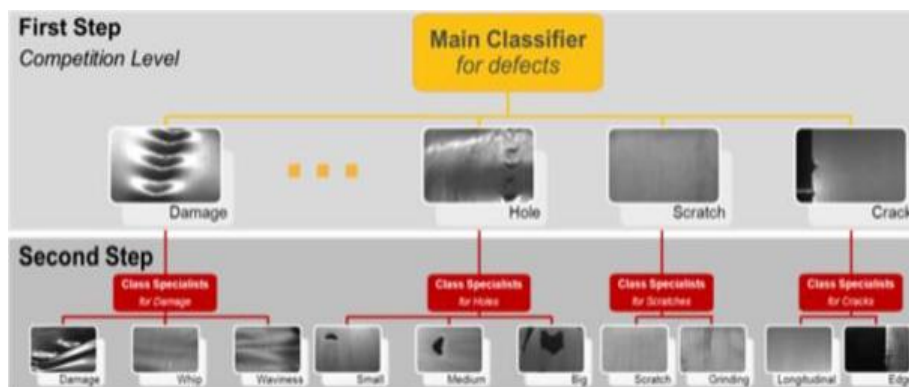 First Step
Competition Level
Main Classifier
for defects
Damage
Hole
Scratch
Crack
Second Step
Class Specialists
for Damage
Class Specialists
for Holes
Class Specialists
for Scratches
Class Specialists
for Cracks
Damage
Whip
Waviness
Small
Medium
Big
Scratch
Grinding
Longitudinal
Edge